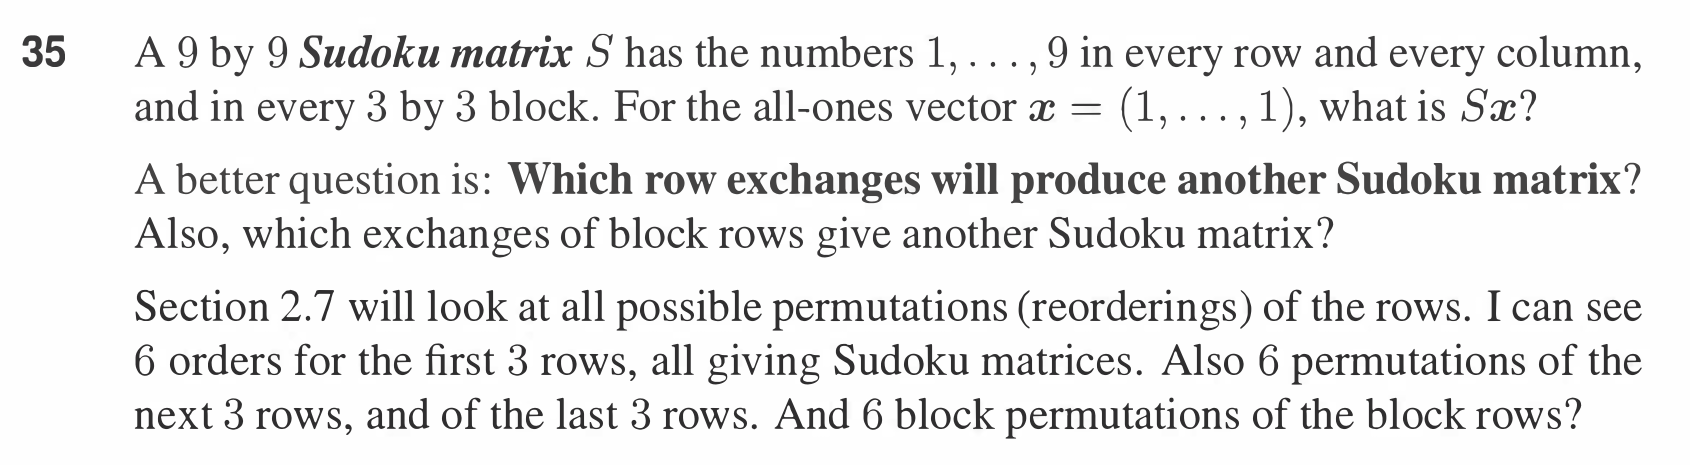 35 A 9 by 9 Sudoku matrix S has the numbers 1, . . . , 9 in every row and every column,
and in every 3 by 3 block. For the all-ones vector x = (1, . . . , 1), what is Sx?
A better question is: Which row exchanges will produce another Sudoku matrix?
Also, which exchanges of block rows give another Sudoku matrix?
Section 2.7 will look at all possible permutations (reorderings) of the rows. I can see
6 orders for the first 3 rows, all giving Sudoku matrices. Also 6 permutations of the
next 3 rows, and of the last 3 rows. And 6 block permutations of the block rows?